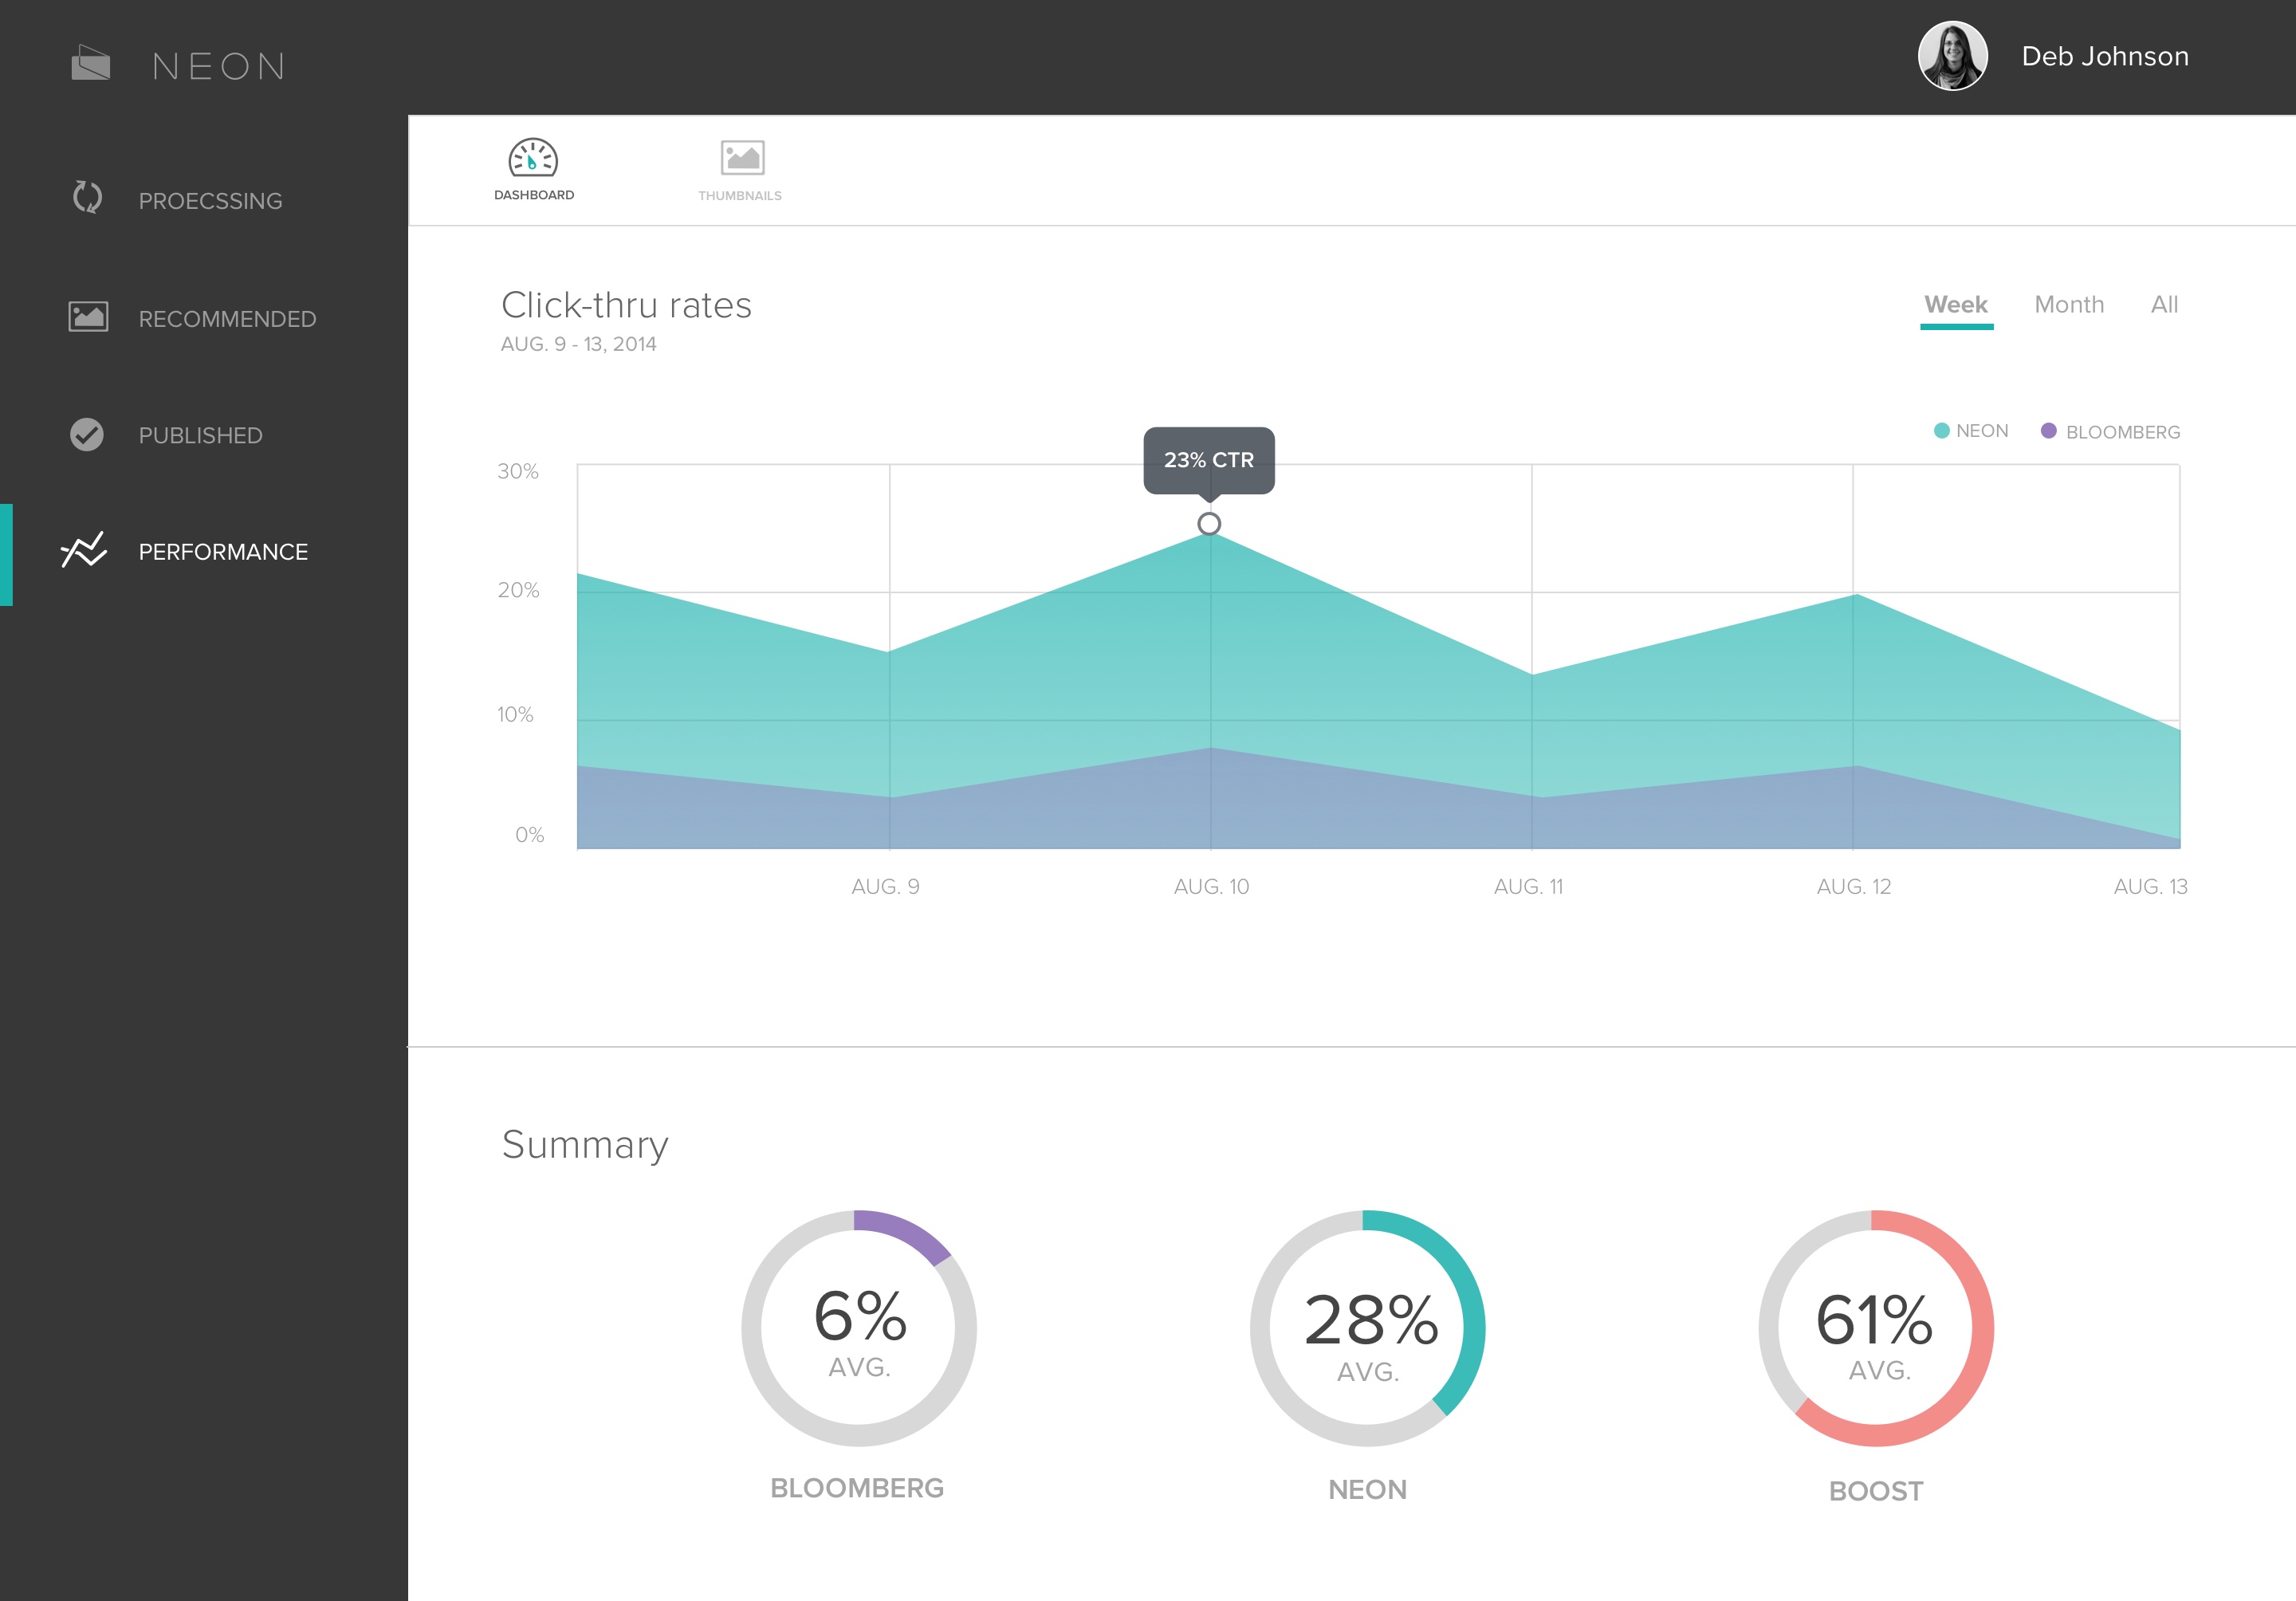 NEON
Deb Johnson
PROECSSING
RECOMMENDED
PUBLISHED
PERFORMANCE
DASHBOARD
THUMBNAILS
Click-thru rates
AUG. 9 - 13, 2014
Week Month All
NEON BLOOMBERG
23% CTR
30%
20%
10%
0%
AUG. 9 AUG. 10 AUG. 11 AUG. 12 AUG. 13
Summary
6%
AVG.
BLOOMBERG
28%
AVG.
NEON
61%
AVG.
BOOST